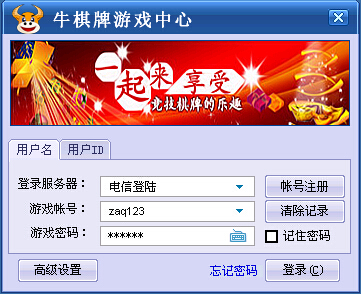 牛棋牌游戏中心
一起来享受
竞技棋牌的乐趣
用户名 用户ID
登录服务器： 电信登陆 帐号注册
游戏帐号： zaq123 清除记录
游戏密码： ****** 记住密码
高级设置 忘记密码 登录(C)